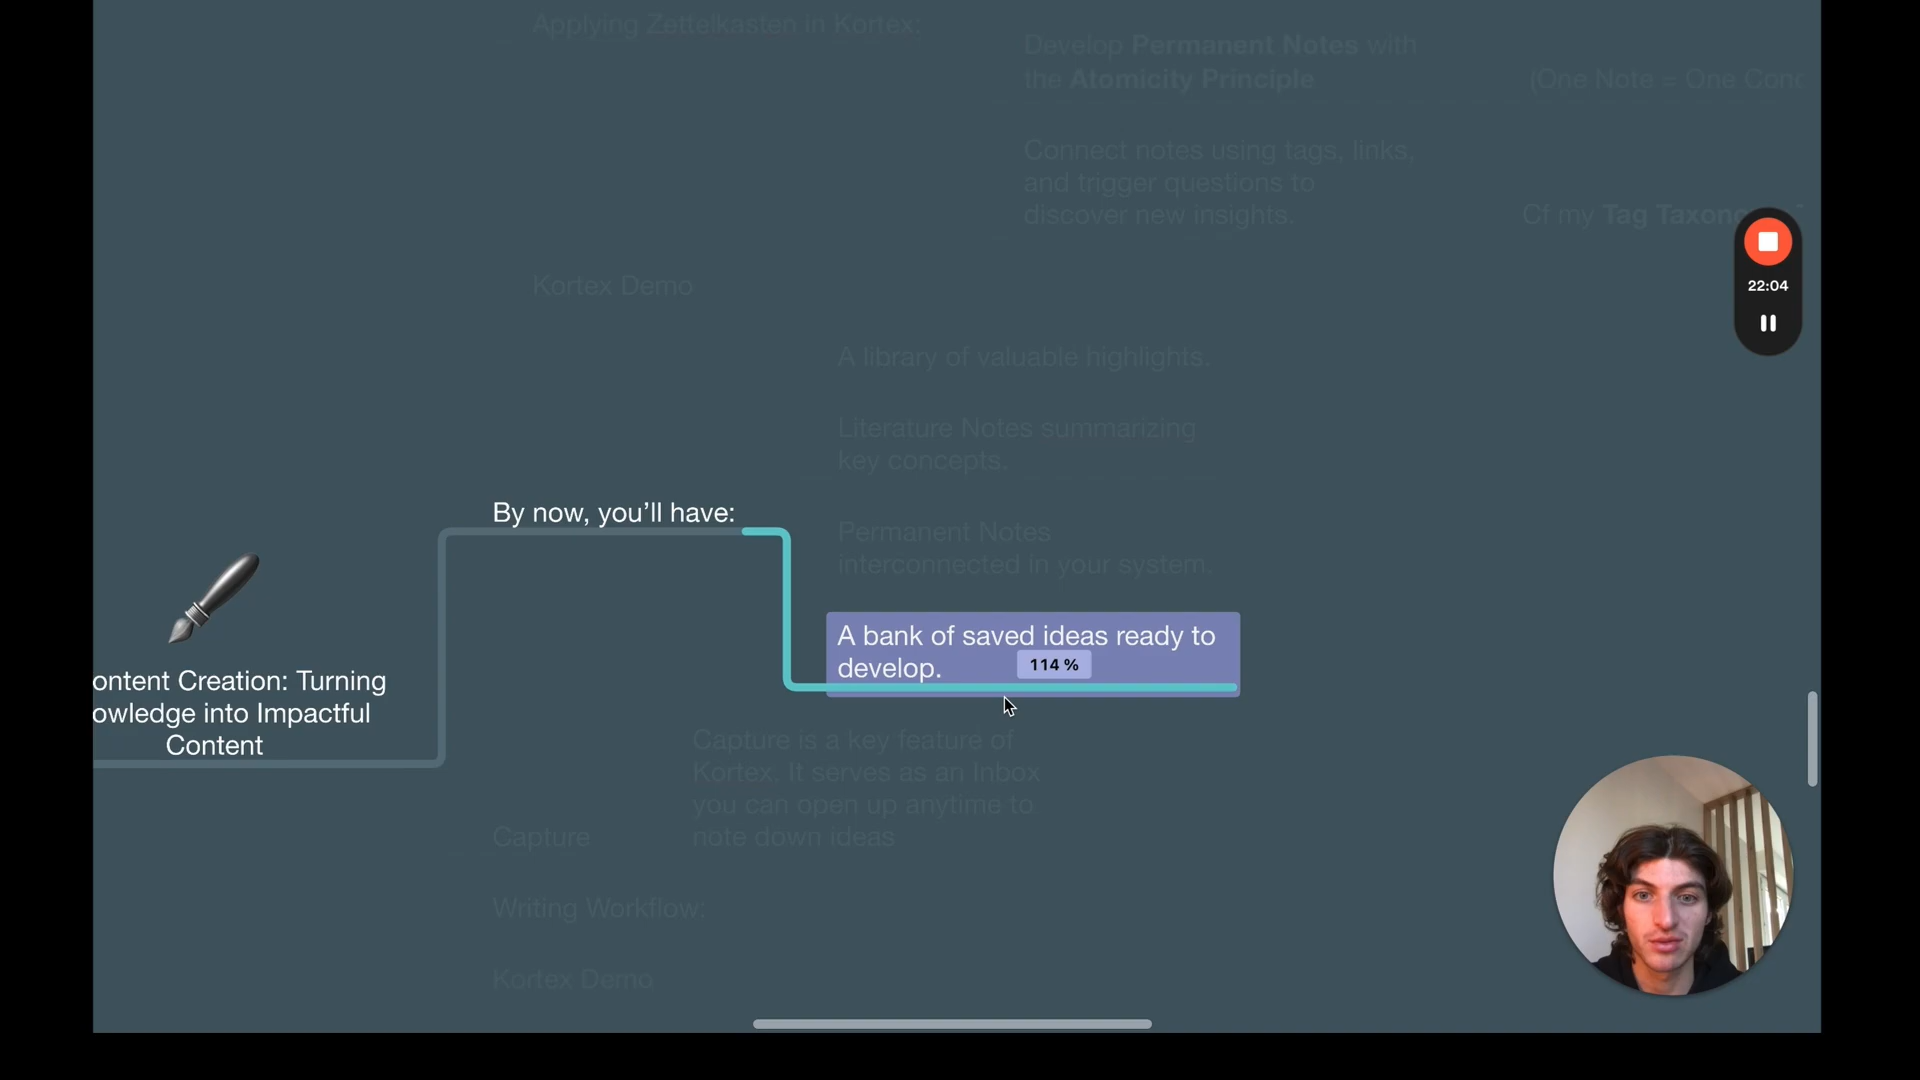 Applying Zettelkasten in Kortex:
Develop Permanent Notes with
the Atomicity Principle
(One Note = One Conc
Connect notes using tags, links,
and trigger questions to
discover new insights.
Cf my Tag Taxono
22:04
Kortex Demo
A library of valuable highlights.
Literature Notes summarizing
key concepts.
By now, you’ll have:
Permanent Notes
interconnected in your system.
A bank of saved ideas ready to
develop.
114 %
ontent Creation: Turning
owledge into Impactful
Content
Capture is a key feature of
Kortex. It serves as an Inbox
you can open up anytime to
note down ideas
Capture
Writing Workflow:
Kortex Demo